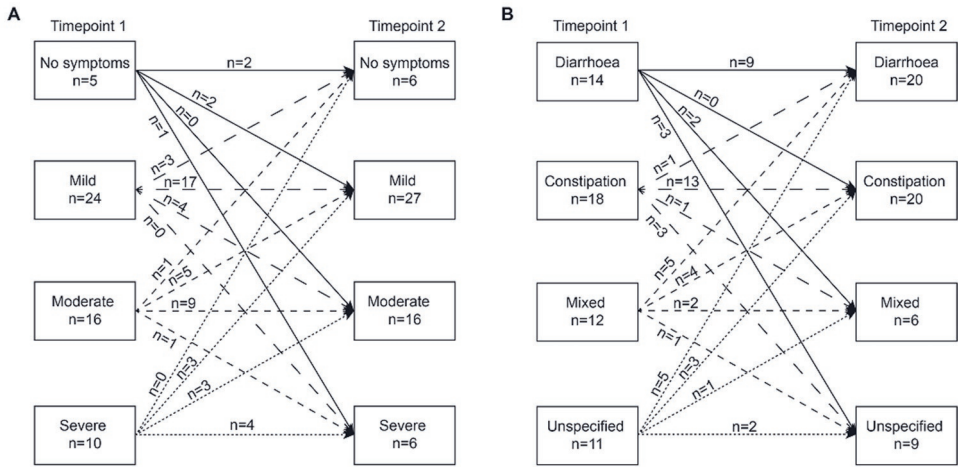 A
Timepoint 1
Timepoint 2
No symptoms
n=5
n=2
No symptoms
n=6
n=2
n=0
n=1
n=3
Mild
n=24
n=17
n=4
n=0
Mild
n=27
n=1
n=5
Moderate
n=16
n=9
n=1
Moderate
n=16
n=0
n=3
n=3
Severe
n=10
n=4
Severe
n=6
B
Timepoint 1
Timepoint 2
Diarrhoea
n=14
n=9
Diarrhoea
n=20
n=0
n=2
n=3
n=1
Constipation
n=18
n=13
n=1
n=3
Constipation
n=20
n=5
n=4
Mixed
n=12
n=2
n=1
Mixed
n=6
n=5
n=3
n=1
Unspecified
n=11
n=2
Unspecified
n=9